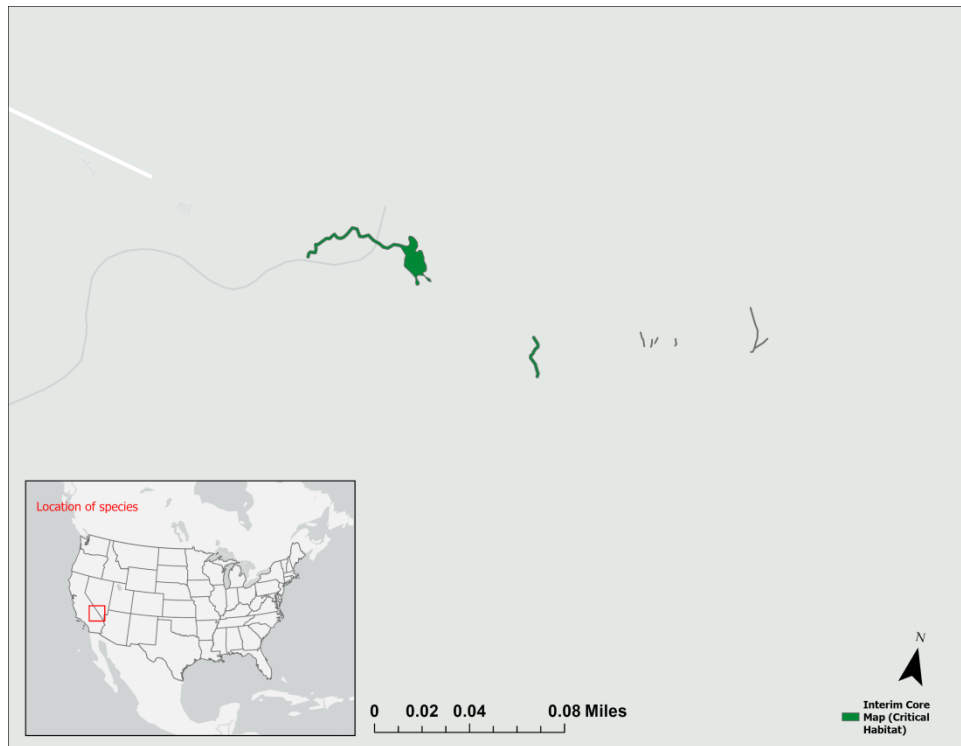 Location of species
0 0.02 0.04 0.08 Miles
N
Interim Core
Map (Critical
Habitat)